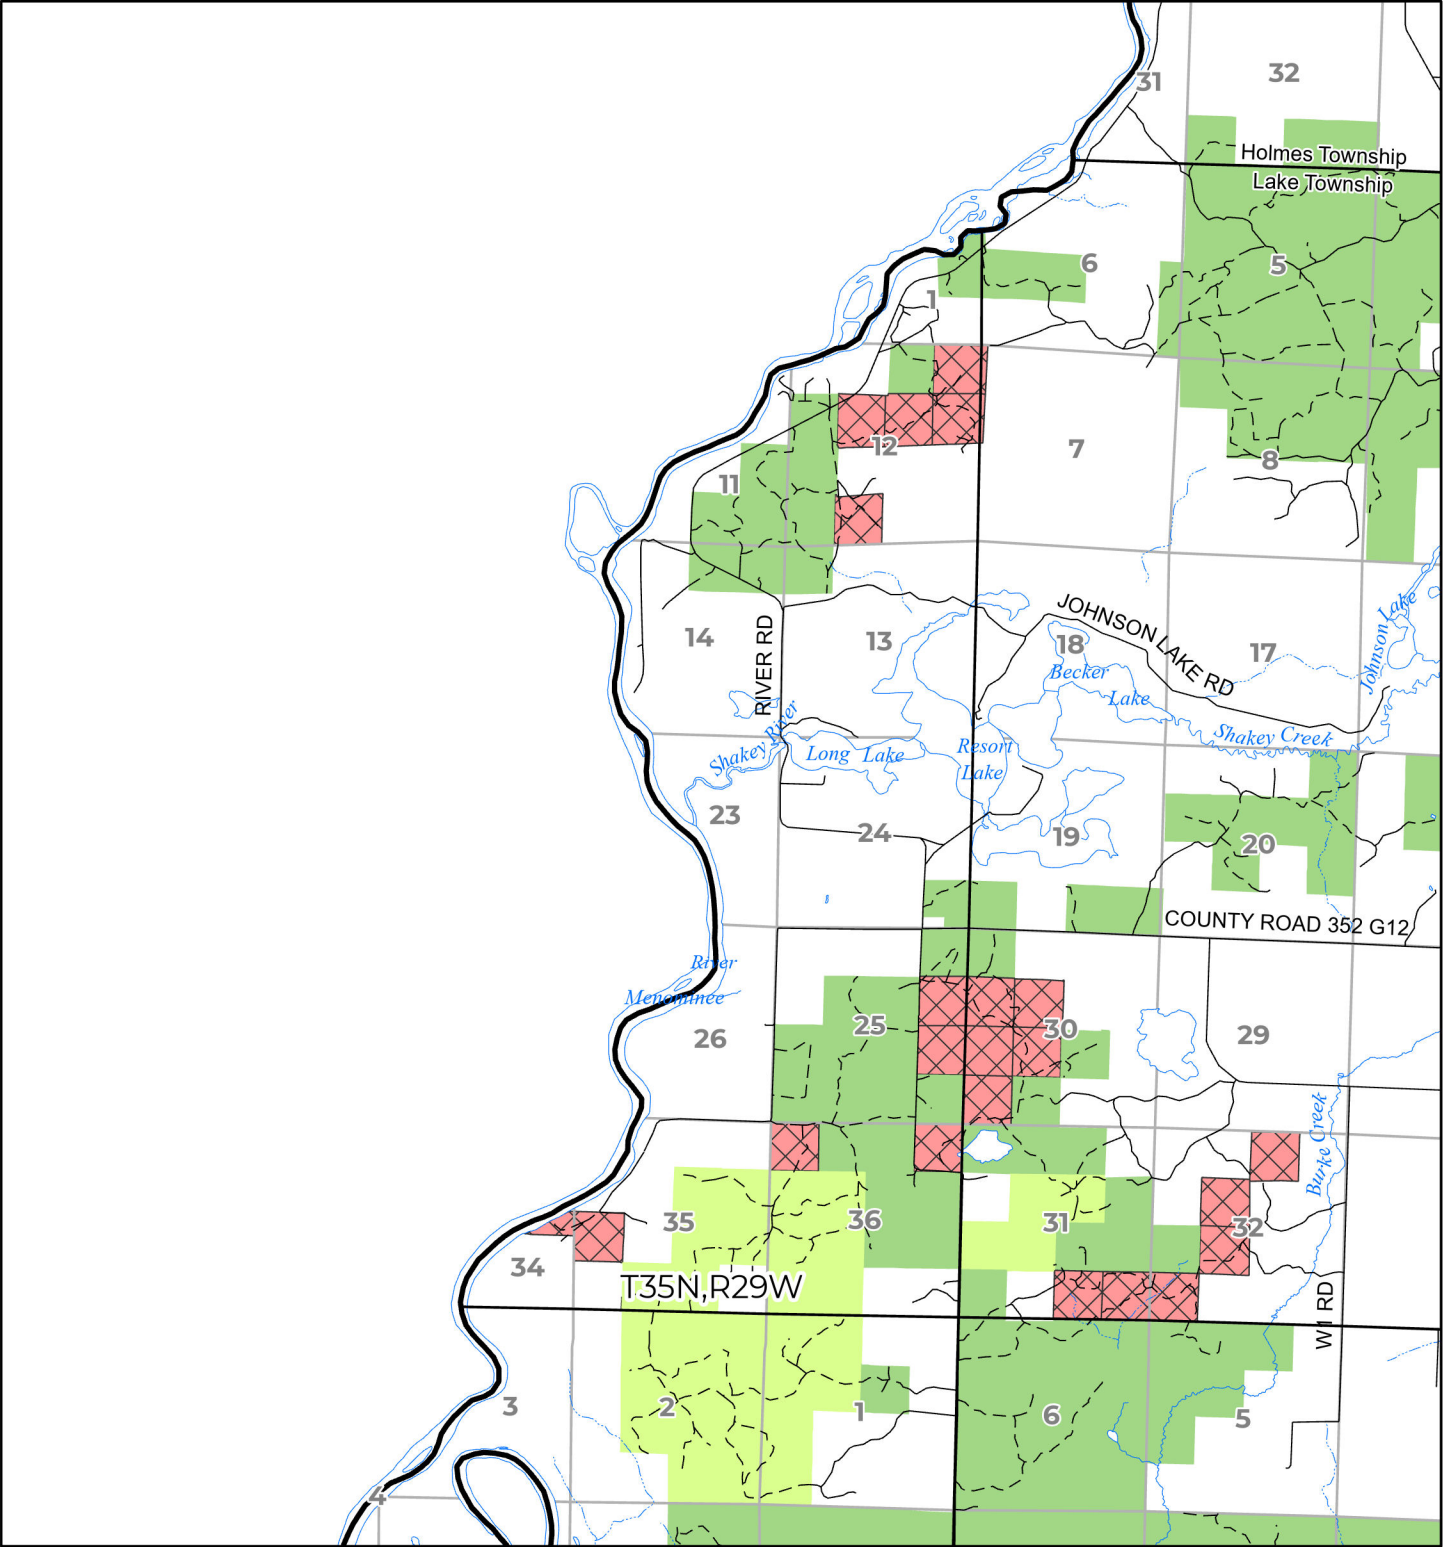 31
32
Holmes Township
Lake Township
6
5
1
12
7
8
11
JOHNSON LAKE RD
Johnson Lake
14
RIVER RD
13
18
17
Becker
Lake
Shakey River
Long Lake
Resort
Lake
Shakey Creek
23
24
19
20
COUNTY ROAD 352 G12
River
Menominee
26
25
30
29
Burke Creek
35
36
31
32
34
T35N,R29W
W1 RD
3
2
1
6
5
4